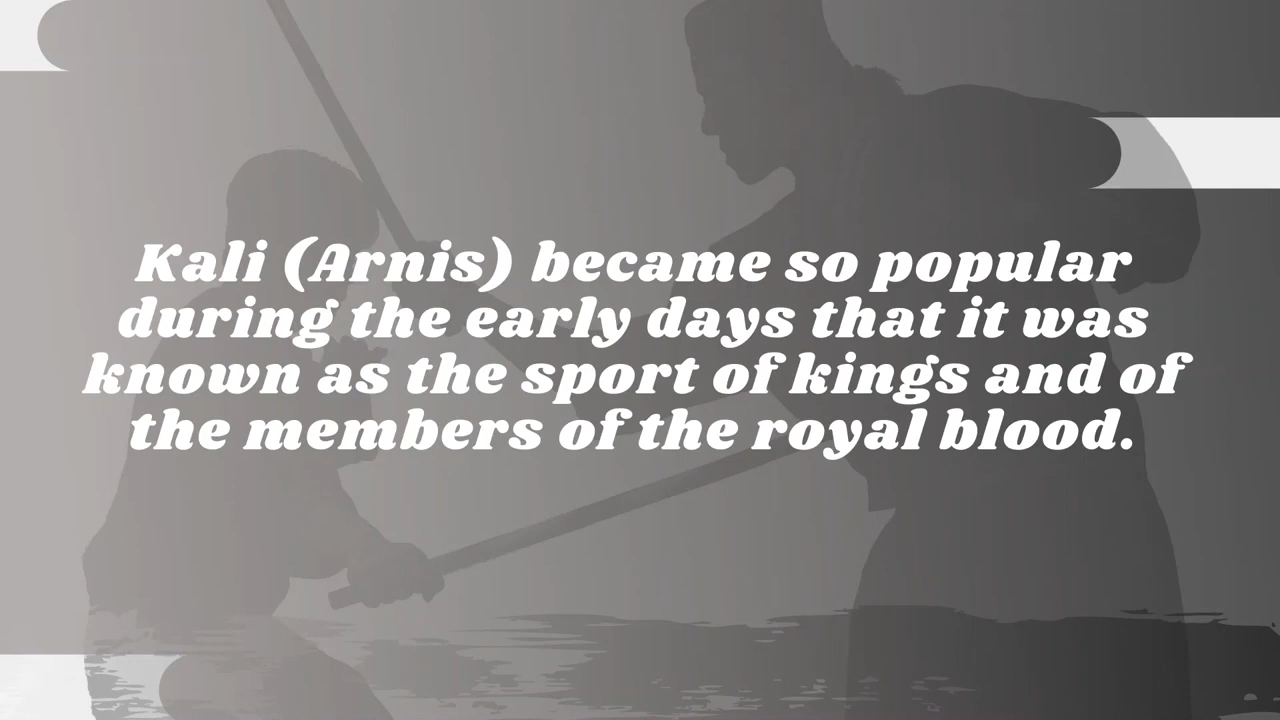 Kali (Arnis) became so popular
during the early days that it was
known as the sport of kings and of
the members of the royal blood.